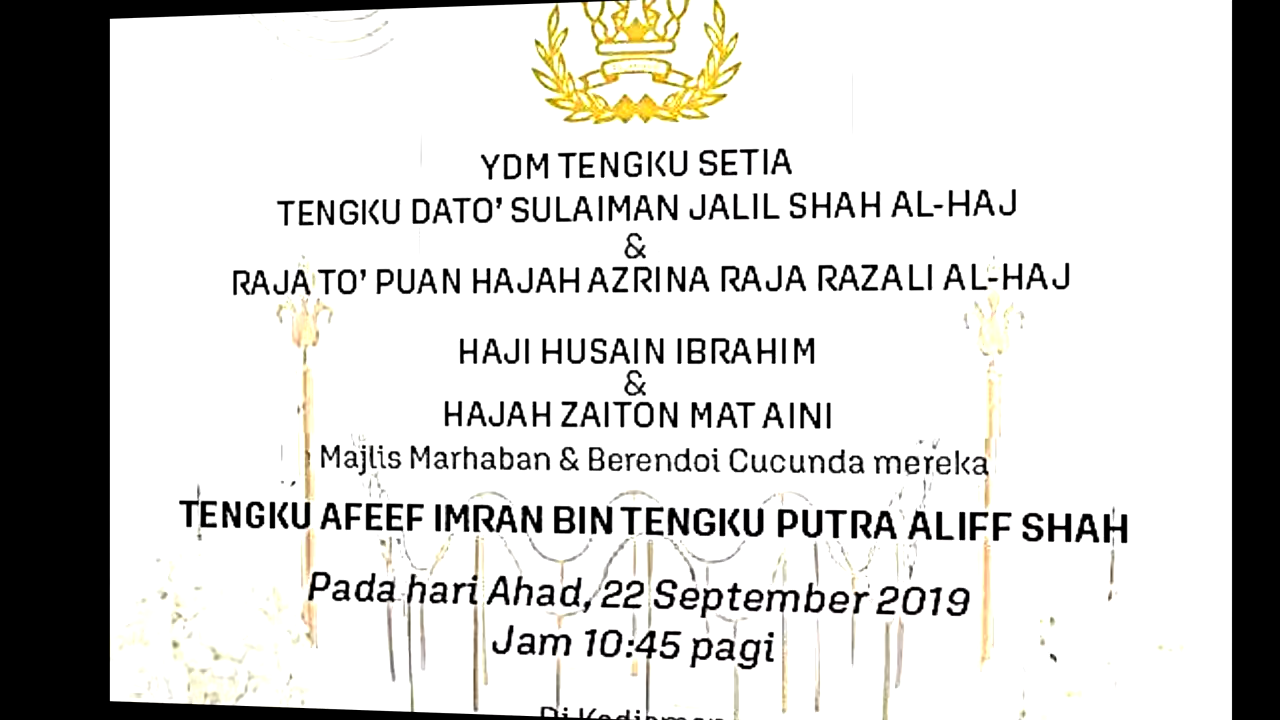 YDM TENGKU SETIA
TENGKU DATO' SULAIMAN JALIL SHAH AL-HAJ
&
RAJA TO' PUAN HAJAH AZRINA RAJA RAZALI AL-HAJ
HAJI HUSAIN IBRAHIM
&
HAJAH ZAITON MAT AINI
Majlis Marhaban & Berendoi Cucunda mereka
TENGKU AFEEF IMRAN BIN TENGKU PUTRA ALIFF SHAH
Pada hari Ahad, 22 September 2019
Jam 10:45 pagi